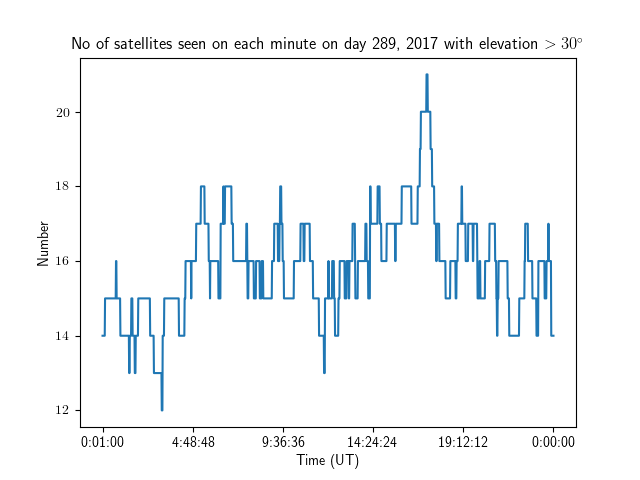 No of satellites seen on each minute on day 289, 2017 with elevation > 30°
Number
20
18
16
14
12
0:01:00 4:48:48 9:36:36 14:24:24 19:12:12 0:00:00
Time (UT)